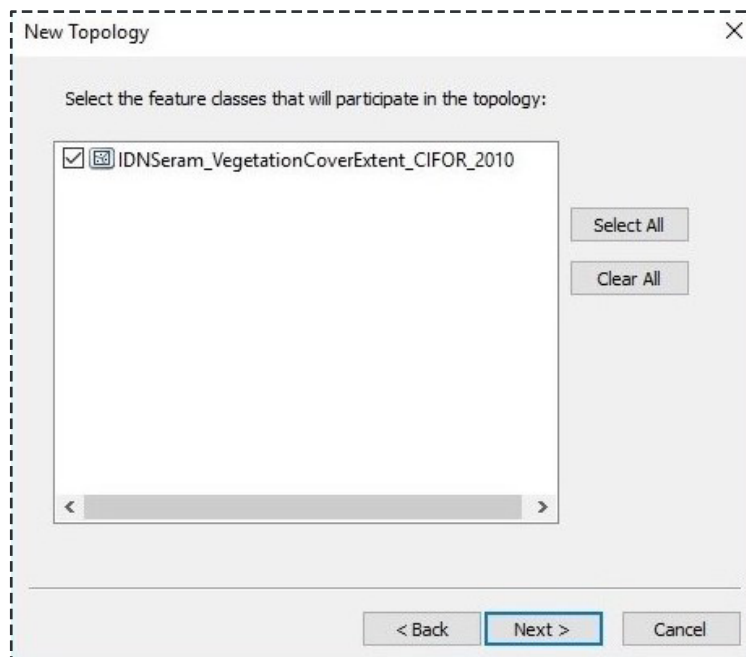 New Topology
Select the feature classes that will participate in the topology:
IDNSeram_VegetationCoverExtent_CIFOR_2010
Select All
Clear All
< Back
Next >
Cancel